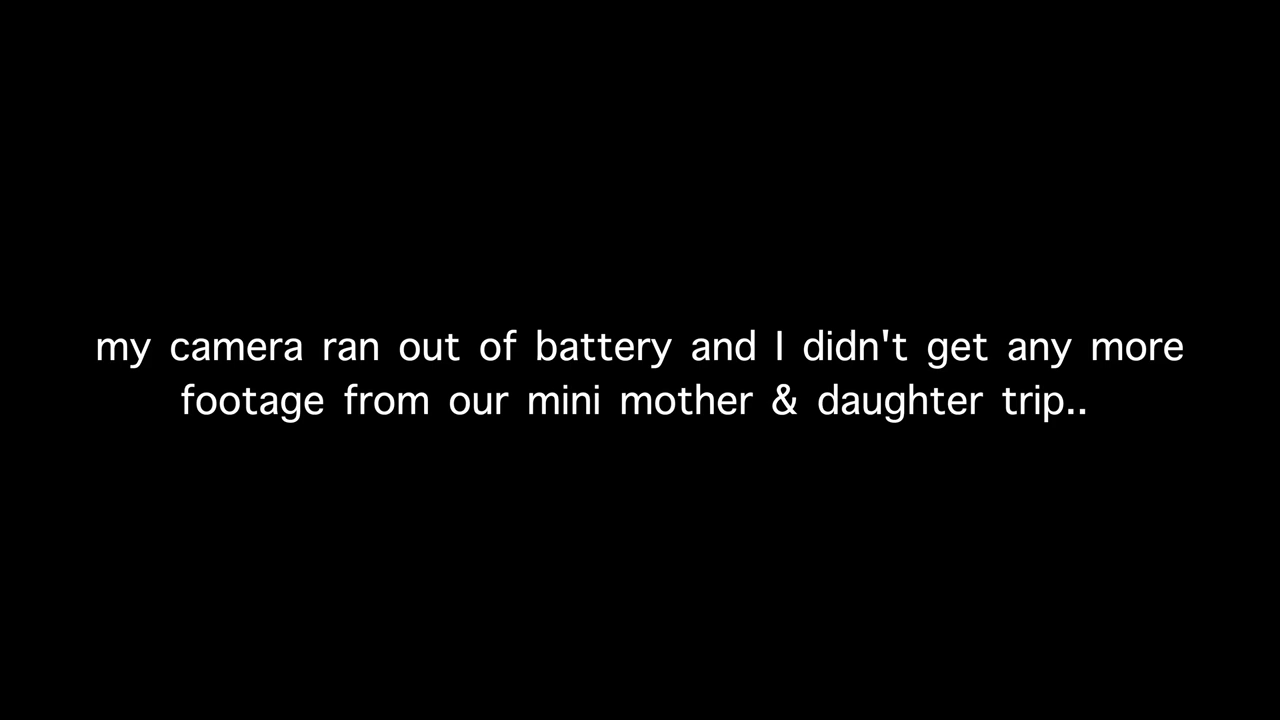 my camera ran out of battery and I didn't get any more
footage from our mini mother & daughter trip..